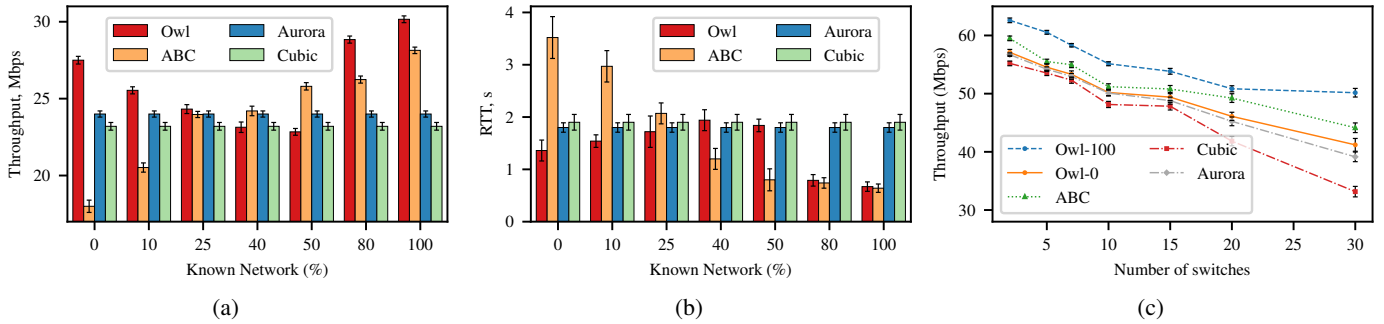 30
25
20
Throughput, Mbps
Owl
ABC
Aurora
Cubic
0 10 25 40 50 80 100
Known Network (%)
(a)
4
3
2
1
0
RTT, s
Owl
ABC
Aurora
Cubic
0 10 25 40 50 80 100
Known Network (%)
(b)
60
50
40
30
Throughput (Mbps)
Owl-100
Owl-0
ABC
Cubic
Aurora
5 10 15 20 25 30
Number of switches
(c)